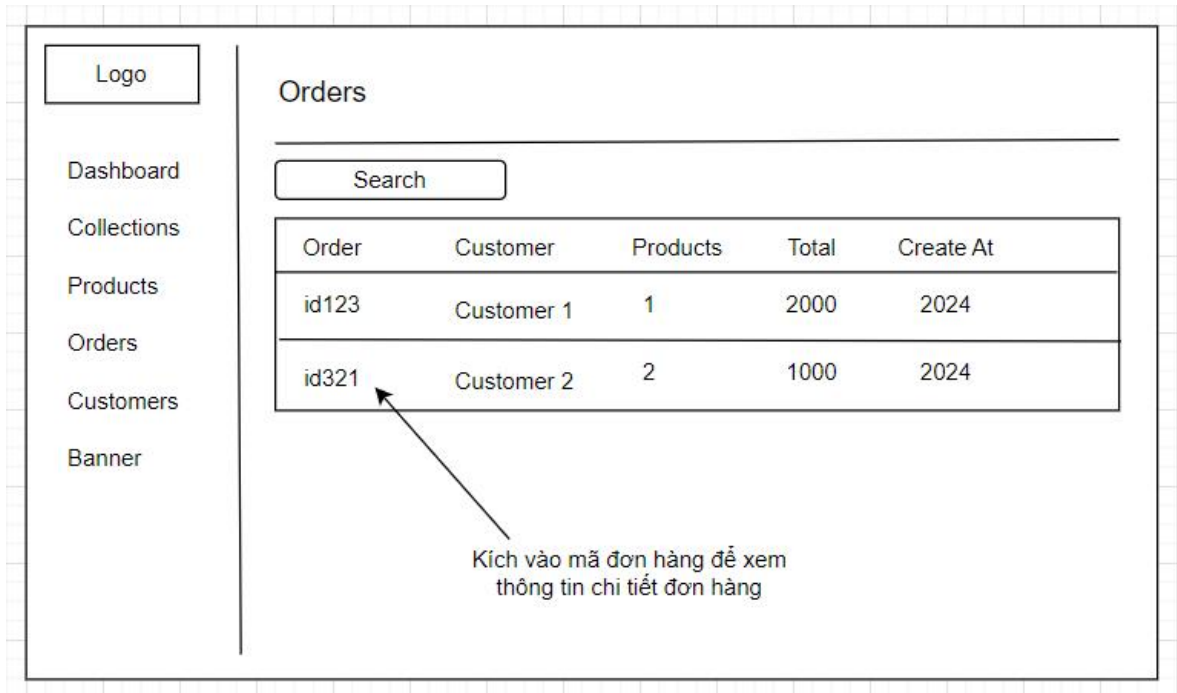 Logo
Orders
Dashboard
Collections
Products
Orders
Customers
Banner
Search
Order Customer Products Total Create At
id123 Customer 1 1 2000 2024
id321 Customer 2 2 1000 2024
Kích vào mã đơn hàng để xem
thông tin chi tiết đơn hàng